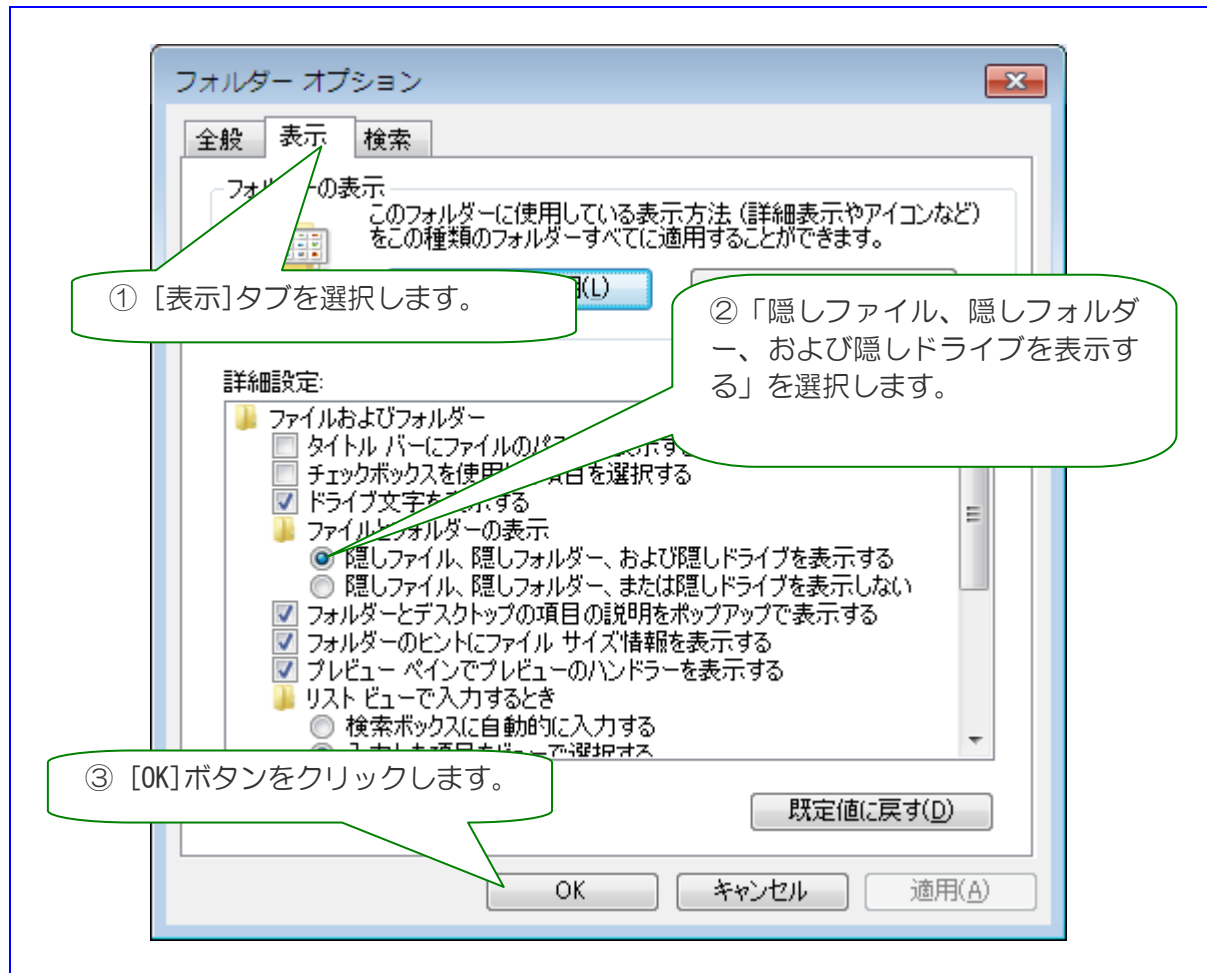 フォルダー オプション
全般 表示 検索
フォルダーの表示
このフォルダーに使用している表示方法（詳細表示やアイコンなど）
をこの種類のフォルダーすべてに適用することができます。
① [表示]タブを選択します。
(L)
②「隠しファイル、隠しフォルダ
ー、および隠しドライブを表示す
る」を選択します。
詳細設定:
ファイルおよびフォルダー
タイトル バーにファイルの
チェックボックスを使用 項目を選択する
ドライブ文字を表示する
ファイルとフォルダーの表示
隠しファイル、隠しフォルダー、および隠しドライブを表示する
隠しファイル、隠しフォルダー、または隠しドライブを表示しない
フォルダーとデスクトップの項目の説明をポップアップで表示する
フォルダーのヒントにファイル サイズ情報を表示する
プレビュー ペインでプレビューのハンドラーを表示する
リスト ビューで入力するとき
検索ボックスに自動的に入力する
入力した項目をビューで選択する
③ [OK]ボタンをクリックします。
既定値に戻す(D)
OK キャンセル 適用(A)